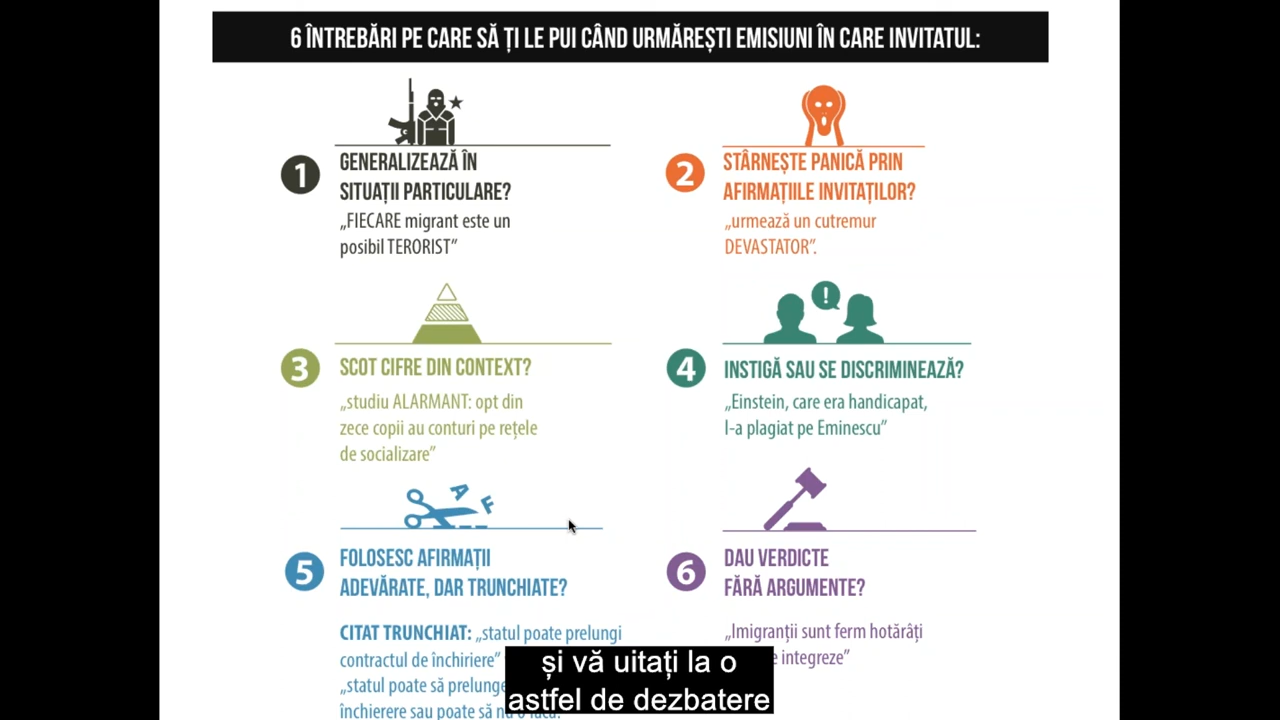 6 ÎNTREBĂRI PE CARE SĂ ȚI LE PUI CÂND URMĂREȘTI EMISIUNI ÎN CARE INVITATUL:
1
GENERALIZEAZĂ ÎN
SITUAȚII PARTICULARE?
„FIECARE migrant este un
posibil TERORIST”
2
STÂRNEȘTE PANICĂ PRIN
AFIRMAȚIILE INVITAȚILOR?
„urmează un cutremur
DEVASTATOR”.
3
SCOT CIFRE DIN CONTEXT?
„studiu ALARMANT: opt din
zece copii au conturi pe rețele
de socializare”
!
4
INSTIGĂ SAU SE DISCRIMINEAZĂ?
„Einstein, care era handicapat,
l-a plagiat pe Eminescu”
A F
5
FOLOSESC AFIRMAȚII
ADEVĂRATE, DAR TRUNCHIATE?
CITAT TRUNCHIAT: „statul poate prelungi
contractul de închiriere”
„statul poate să
închierere sau poate să
6
DAU VERDICTE
FĂRĂ ARGUMENTE?
„Imigranții sunt ferm hotărâți
integreze”
și vă uitați la o
astfel de dezbatere